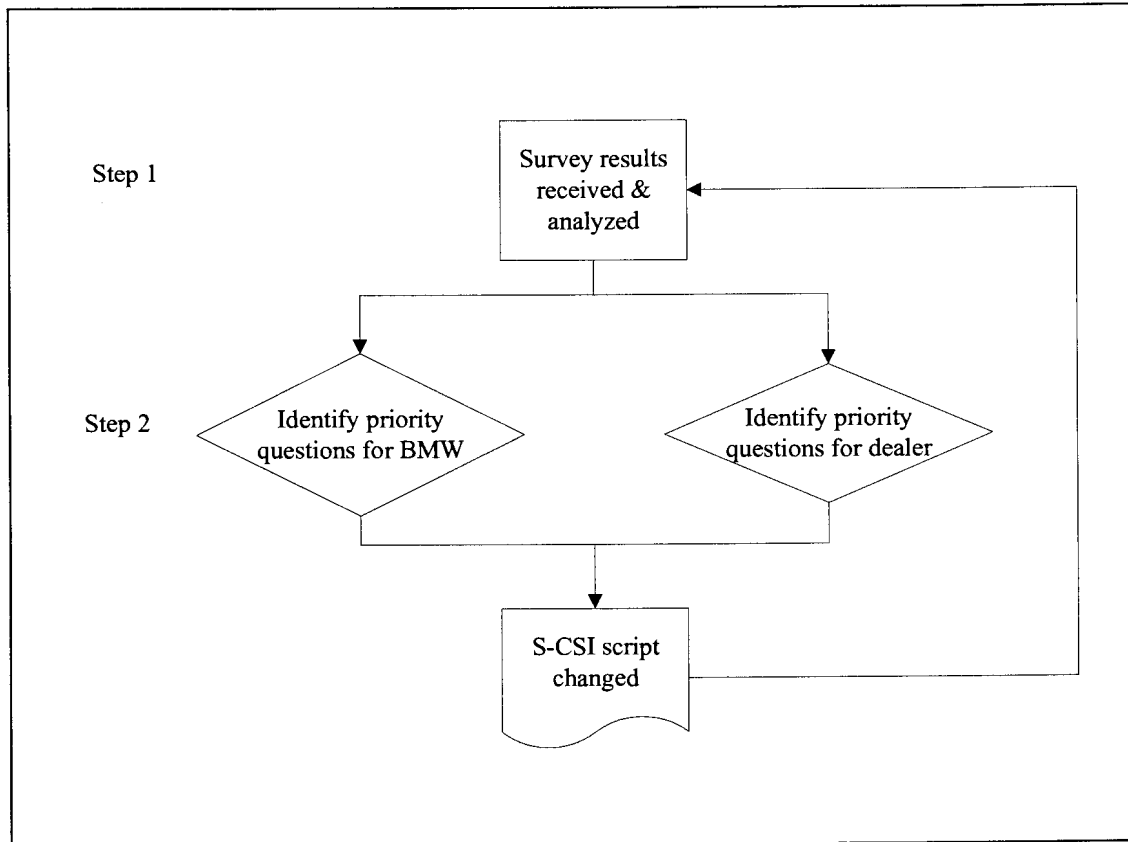 Step 1
Survey results
received &
analyzed
Step 2
Identify priority
questions for BMW
Identify priority
questions for dealer
S-CSI script
changed